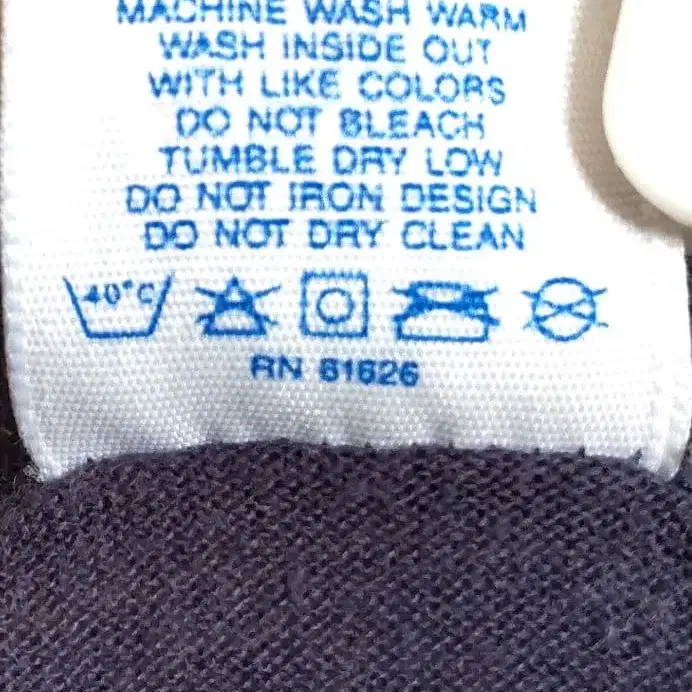 MACHINE WASH WARM
WASH INSIDE OUT
WITH LIKE COLORS
DO NOT BLEACH
TUMBLE DRY LOW
DO NOT IRON DESIGN
DO NOT DRY CLEAN
40°C
RN 61626